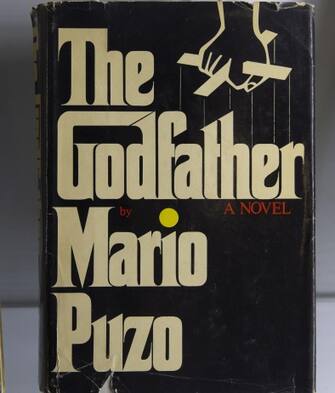 The
Godfather
by A NOVEL
Mario
Puzo